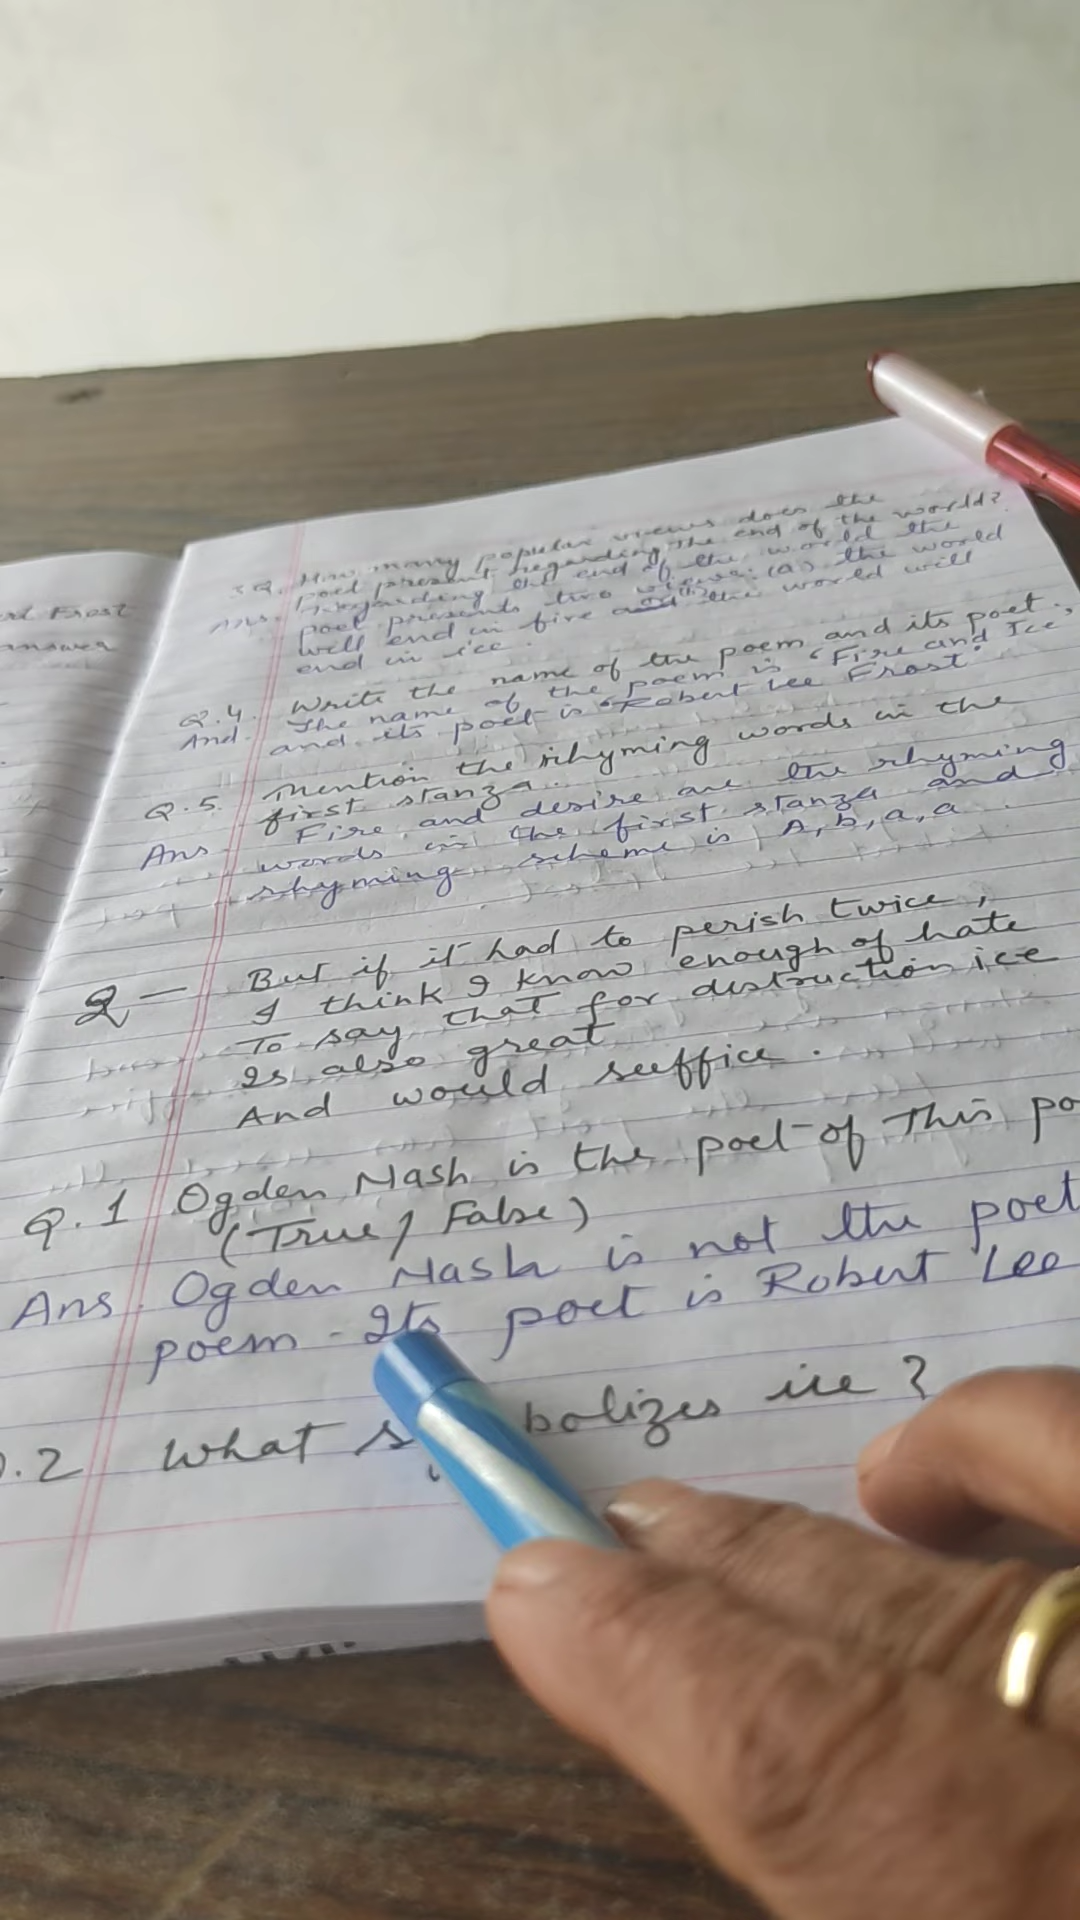 ert Frost
answer
3Q. How many popular views does the
poet present regarding the end of the world?
Ans. Regarding the end of the world the
poet presents two views: (a) the world
will end in fire and the world will
end in ice.
Q.4. Write the name of the poem and its poet.
And. The name of the poem is "Fire and Ice"
and its poet is "Robert Lee Frost".
Q.5. Mention the rhyming words in the
first stanza.
Ans. Fire and desire are the rhyming
words in the first stanza and
rhyming scheme is A, b, a, a
2 — But if it had to perish twice,
I think I know enough of hate
To say that for destruction ice
Is also great
And would suffice.
Q.1 Ogden Nash is the poet of This po
(True / False)
Ans. Ogden Nash is not the poet
poem - Its poet is Robert Lee
.2 What s bolizes ice ?